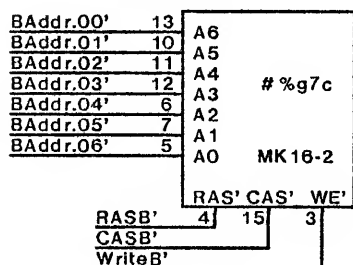 BAddr.00' 13 A6
BAddr.01' 10 A5
BAddr.02' 11 A4
BAddr.03' 12 A3
BAddr.04' 6 A2
BAddr.05' 7 A1
BAddr.06' 5 A0
# %g7c
MK16-2
RAS' CAS' WE'
RASB' 4 15 3
CASB'
WriteB'